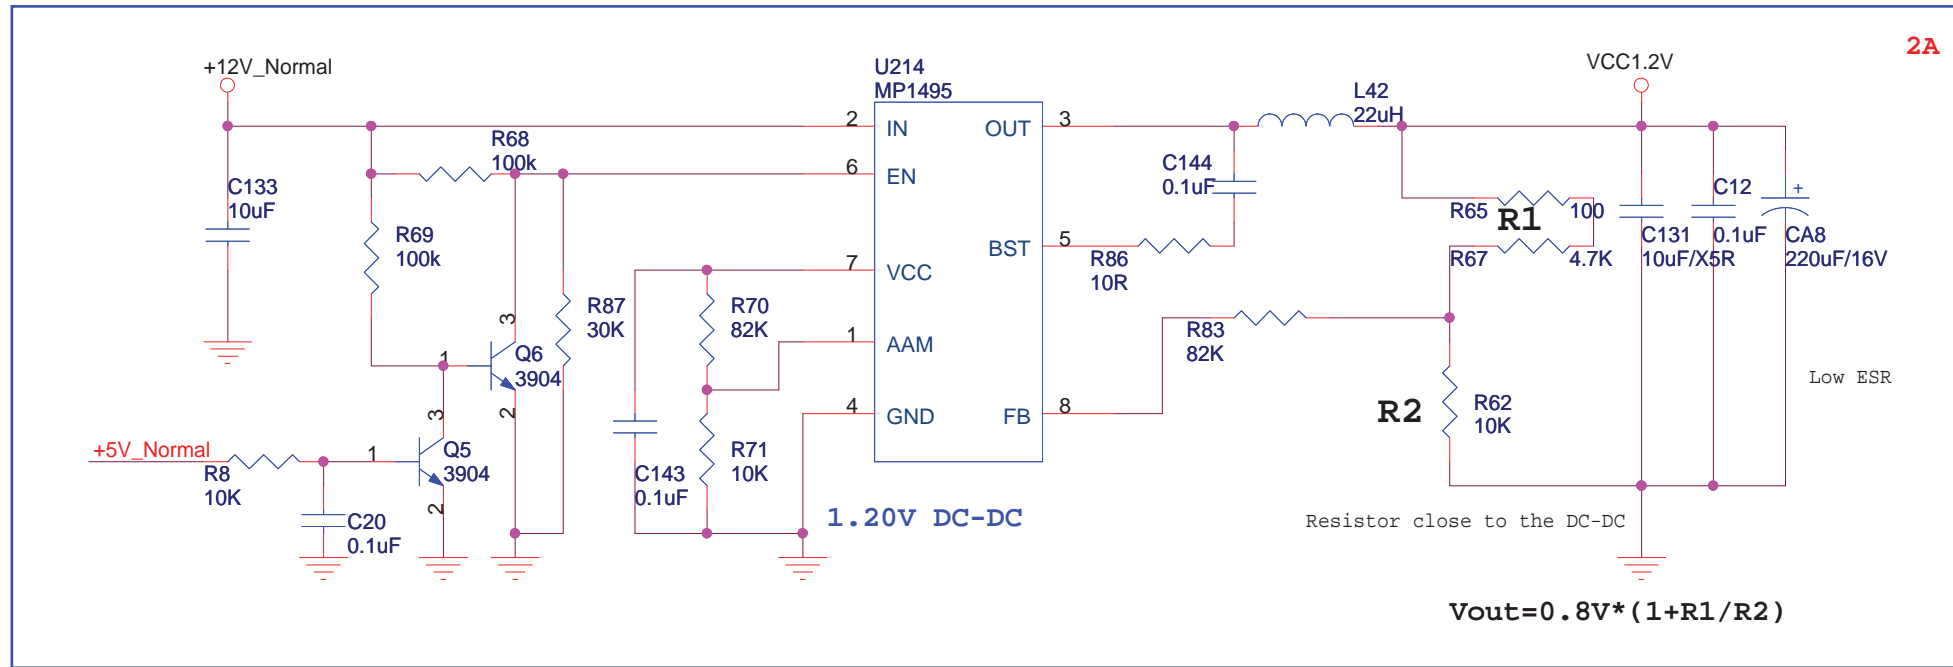 2A
+12V_Normal
U214
MP1495
VCC1.2V
L42
22uH
2
IN
OUT
3
R68
100k
6
EN
C144
0.1uF
C133
10uF
R69
100k
C12
0.1uF
+
R65
R1
100
C131
10uF/X5R
CA8
220uF/16V
BST
5
R86
10R
R67
4.7K
7
VCC
R87
30K
R70
82K
3
1
AAM
R83
82K
1
Q6
3904
2
Low ESR
4
GND
FB
8
R2
R62
10K
3
+5V_Normal
R8
10K
1
Q5
3904
2
R71
10K
C143
0.1uF
C20
0.1uF
1.20V DC-DC
Resistor close to the DC-DC
Vout=0.8V*(1+R1/R2)